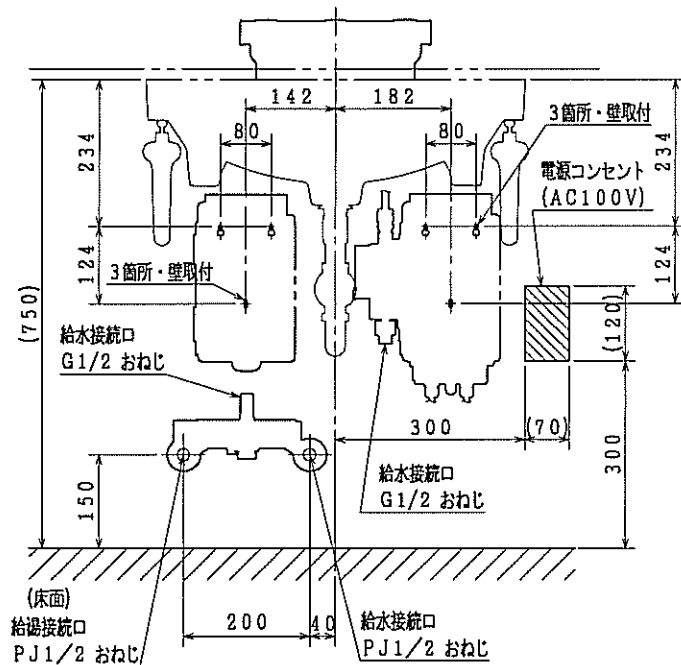 142
182
80
80
3箇所・壁取付
234
234
電源コンセント
(AC100V)
124
124
3箇所・壁取付
(750)
(120)
給水接続口
G1/2 おねじ
300
(70)
300
150
給水接続口
G1/2 おねじ
(床面)
給湯接続口
PJ1/2 おねじ
200
40
給水接続口
PJ1/2 おねじ